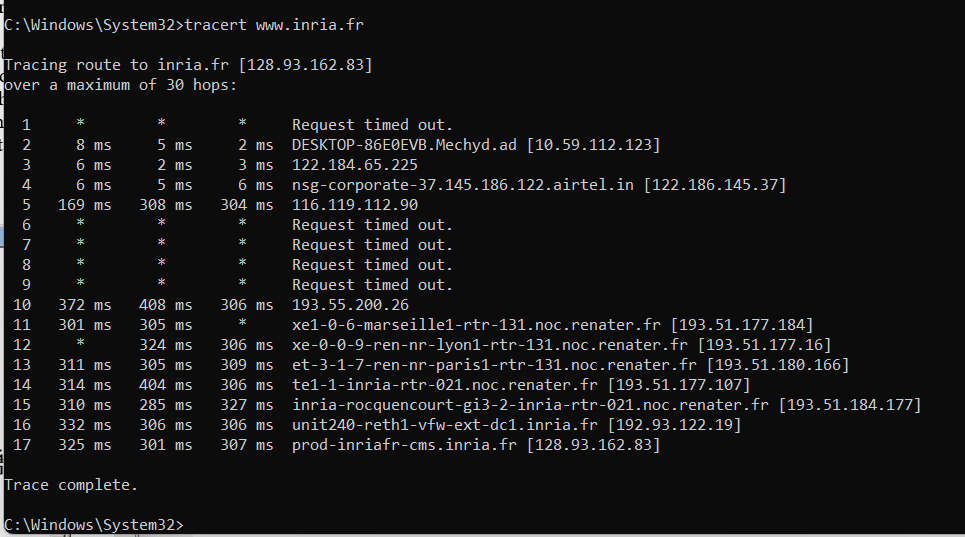 C:\Windows\System32>tracert www.inria.fr
Tracing route to inria.fr [128.93.162.83]
over a maximum of 30 hops:
1 * * * Request timed out.
2 8 ms 5 ms 2 ms DESKTOP-86E0EVB.Mechyd.ad [10.59.112.123]
3 6 ms 2 ms 3 ms 122.184.65.225
4 6 ms 5 ms 6 ms nsg-corporate-37.145.186.122.airtel.in [122.186.145.37]
5 169 ms 308 ms 304 ms 116.119.112.90
6 * * * Request timed out.
7 * * * Request timed out.
8 * * * Request timed out.
9 * * * Request timed out.
10 372 ms 408 ms 306 ms 193.55.200.26
11 301 ms 305 ms * xe1-0-6-marseille1-rtr-131.noc.renater.fr [193.51.177.184]
12 * 324 ms 306 ms xe-0-0-9-ren-nr-lyon1-rtr-131.noc.renater.fr [193.51.177.16]
13 311 ms 305 ms 309 ms et-3-1-7-ren-nr-paris1-rtr-131.noc.renater.fr [193.51.180.166]
14 314 ms 404 ms 306 ms te1-1-inria-rtr-021.noc.renater.fr [193.51.177.107]
15 310 ms 285 ms 327 ms inria-rocquencourt-gi3-2-inria-rtr-021.noc.renater.fr [193.51.184.177]
16 332 ms 306 ms 306 ms unit240-reth1-vfw-ext-dc1.inria.fr [192.93.122.19]
17 325 ms 301 ms 307 ms prod-inriafr-cms.inria.fr [128.93.162.83]
Trace complete.
C:\Windows\System32>